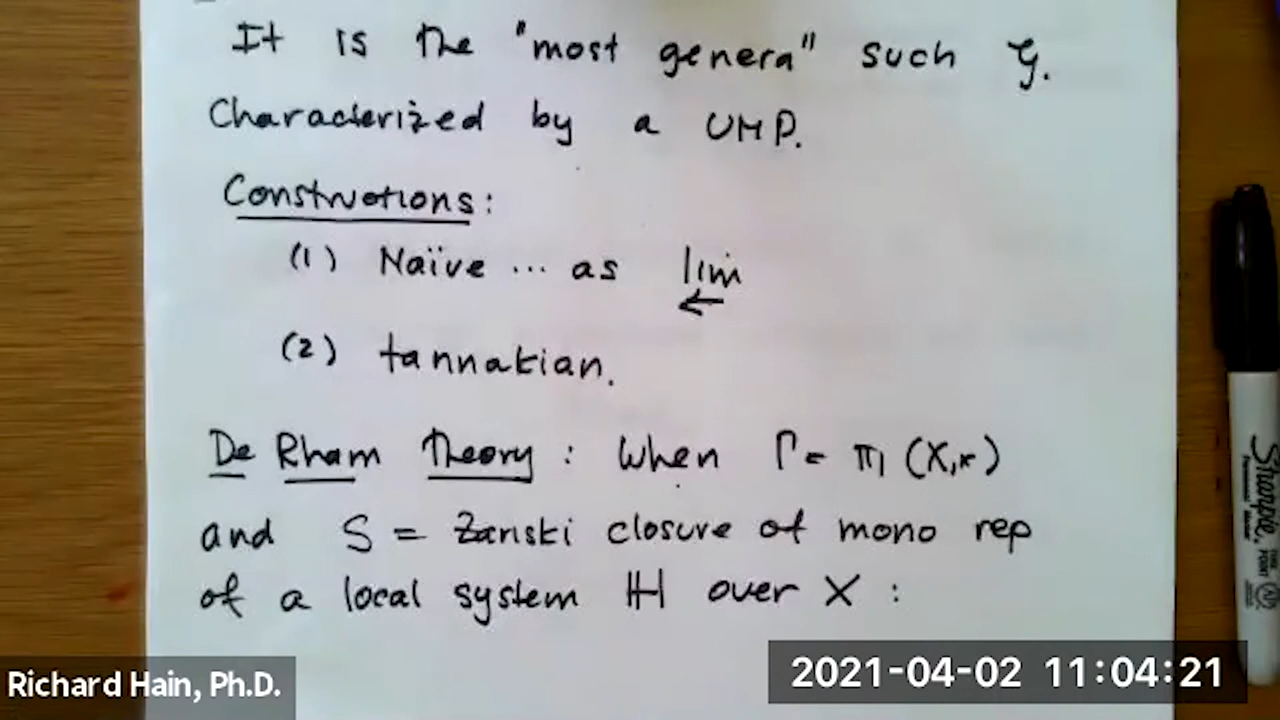 It is the "most genera" such 𝒢.
Characterized by a UMP.
Constructions:
(1) Naïve ... as lim
←
(2) tannakian.
De Rham Theory: when Γ = π₁ (X,x)
and S = Zariski closure of mono rep
of a local system ℍ over X :
Richard Hain, Ph.D.
2021-04-02 11:04:21
Sharpie